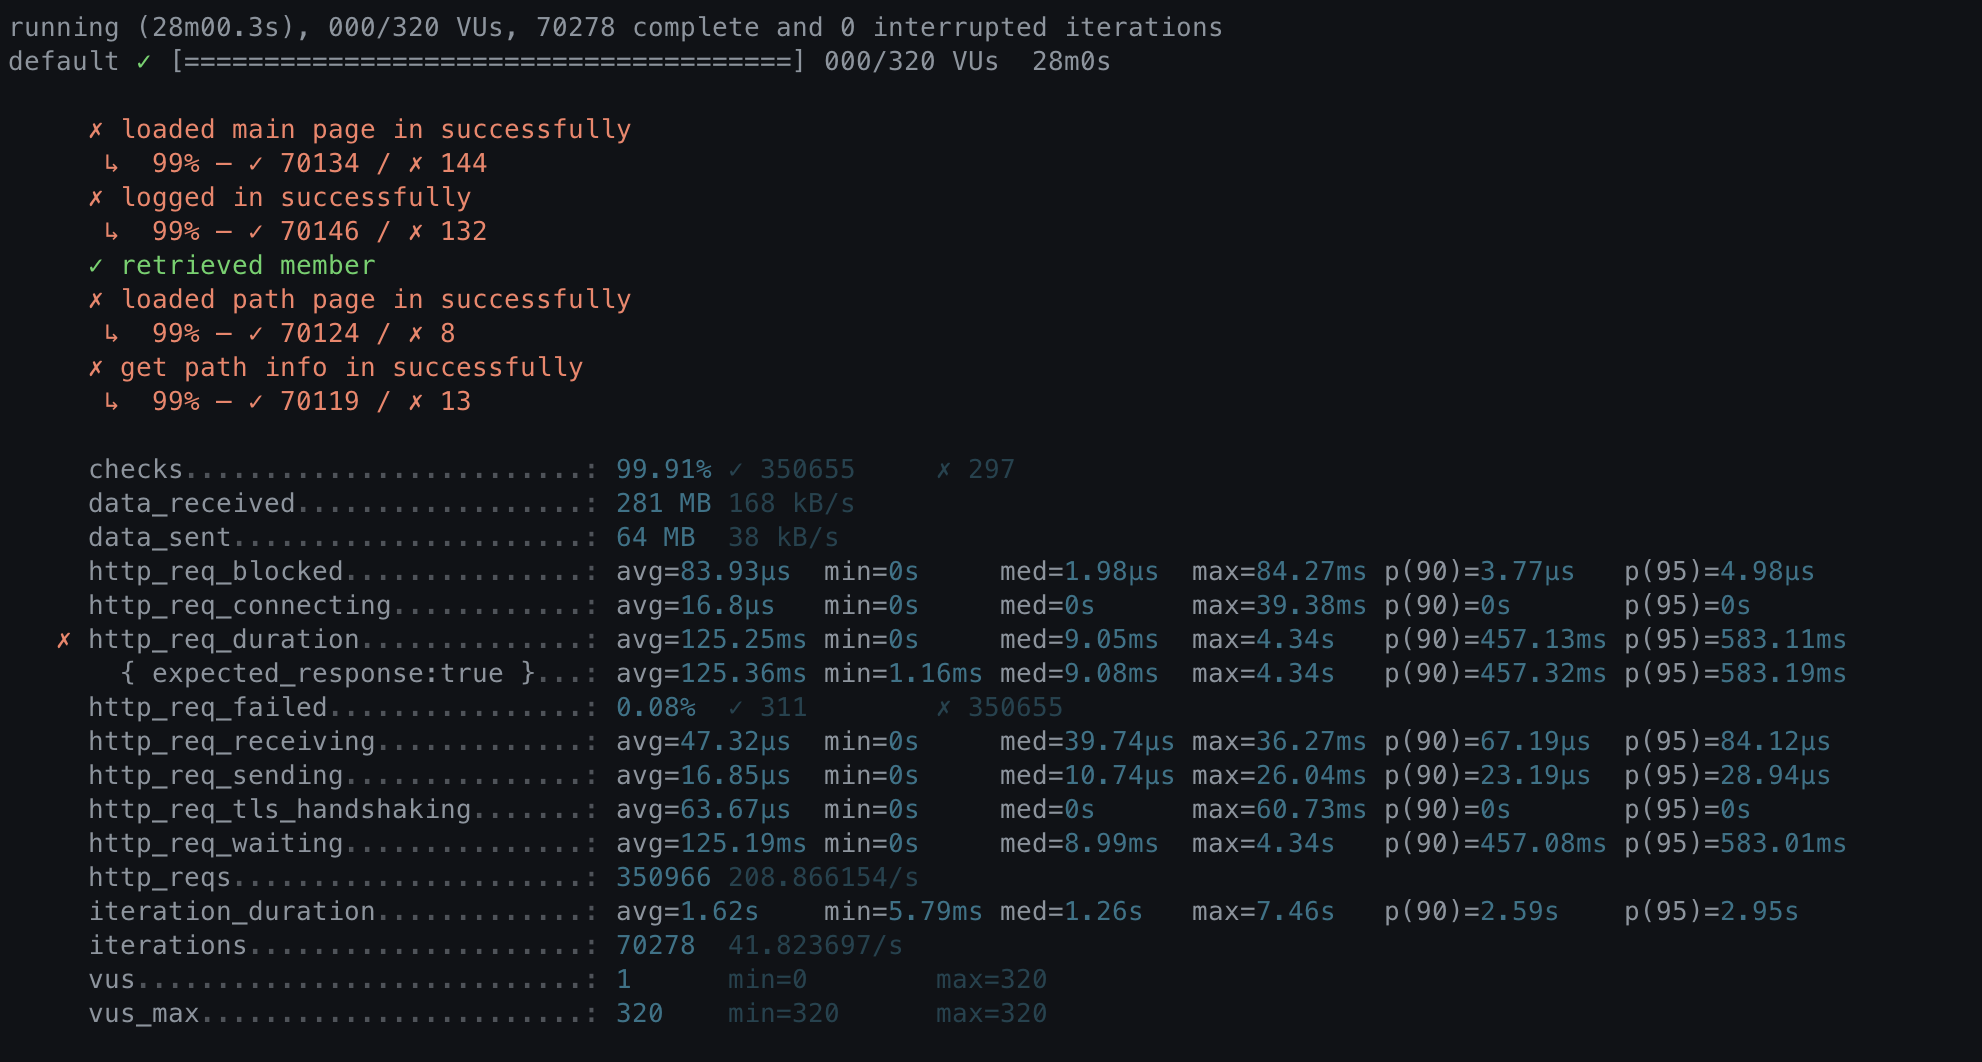 running (28m00.3s), 000/320 VUs, 70278 complete and 0 interrupted iterations
default ✓ [======================================] 000/320 VUs  28m0s
✗ loaded main page in successfully
↳  99% — ✓ 70134 / ✗ 144
✗ logged in successfully
↳  99% — ✓ 70146 / ✗ 132
✓ retrieved member
✗ loaded path page in successfully
↳  99% — ✓ 70124 / ✗ 8
✗ get path info in successfully
↳  99% — ✓ 70119 / ✗ 13
checks.........................: 99.91% ✓ 350655     ✗ 297
data_received..................: 281 MB 168 kB/s
data_sent......................: 64 MB  38 kB/s
http_req_blocked...............: avg=83.93µs  min=0s     med=1.98µs  max=84.27ms p(90)=3.77µs   p(95)=4.98µs
http_req_connecting............: avg=16.8µs   min=0s     med=0s      max=39.38ms p(90)=0s       p(95)=0s
✗ http_req_duration..............: avg=125.25ms min=0s     med=9.05ms  max=4.34s   p(90)=457.13ms p(95)=583.11ms
{ expected_response:true }...: avg=125.36ms min=1.16ms med=9.08ms  max=4.34s   p(90)=457.32ms p(95)=583.19ms
http_req_failed................: 0.08%  ✓ 311        ✗ 350655
http_req_receiving.............: avg=47.32µs  min=0s     med=39.74µs max=36.27ms p(90)=67.19µs  p(95)=84.12µs
http_req_sending...............: avg=16.85µs  min=0s     med=10.74µs max=26.04ms p(90)=23.19µs  p(95)=28.94µs
http_req_tls_handshaking.......: avg=63.67µs  min=0s     med=0s      max=60.73ms p(90)=0s       p(95)=0s
http_req_waiting...............: avg=125.19ms min=0s     med=8.99ms  max=4.34s   p(90)=457.08ms p(95)=583.01ms
http_reqs......................: 350966 208.866154/s
iteration_duration.............: avg=1.62s    min=5.79ms med=1.26s   max=7.46s   p(90)=2.59s    p(95)=2.95s
iterations.....................: 70278  41.823697/s
vus............................: 1      min=0        max=320
vus_max........................: 320    min=320      max=320